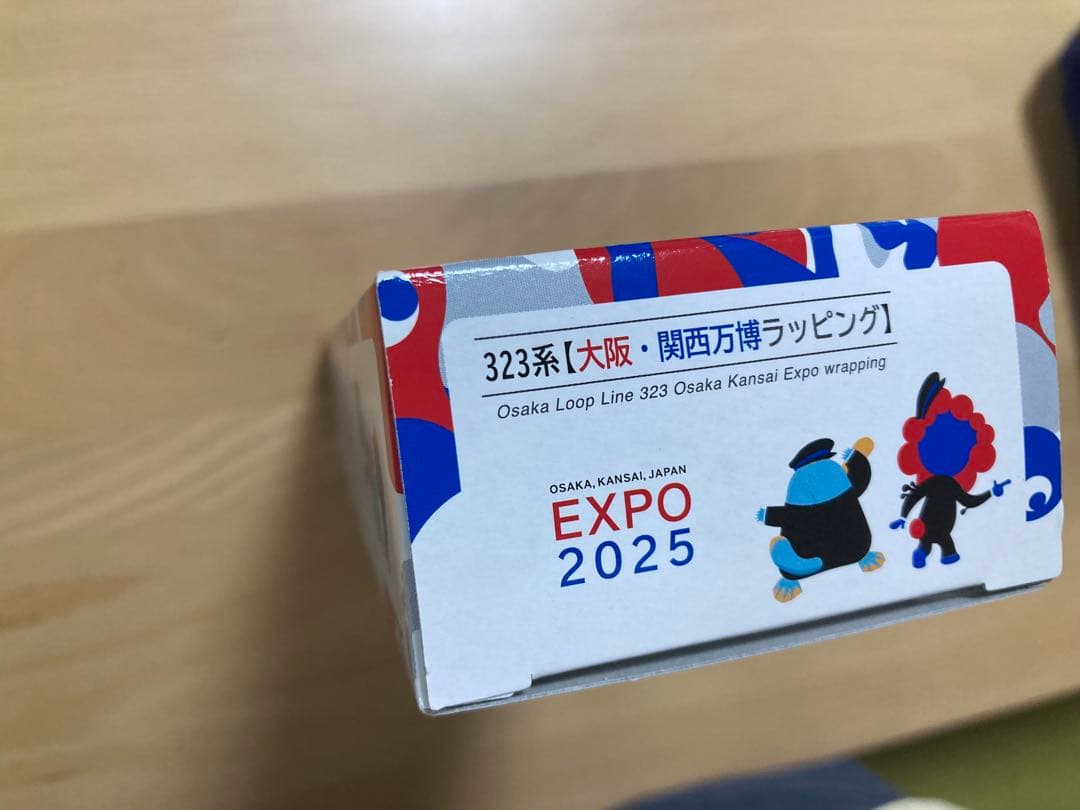 323系【大阪・関西万博ラッピング】
Osaka Loop Line 323 Osaka Kansai Expo wrapping
OSAKA, KANSAI, JAPAN
EXPO
2025